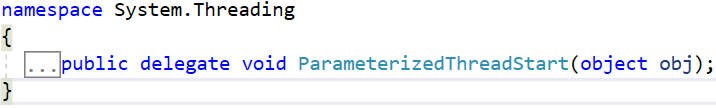 namespace System.Threading
{
...public delegate void ParameterizedThreadStart(object obj);
}